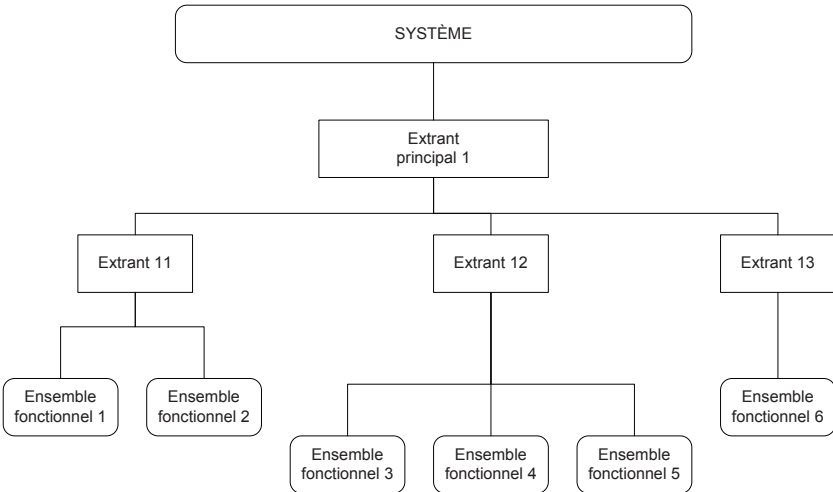 SYSTÈME
Extrant
principal 1
Extrant 11
Extrant 12
Extrant 13
Ensemble
fonctionnel 1
Ensemble
fonctionnel 2
Ensemble
fonctionnel 6
Ensemble
fonctionnel 3
Ensemble
fonctionnel 4
Ensemble
fonctionnel 5